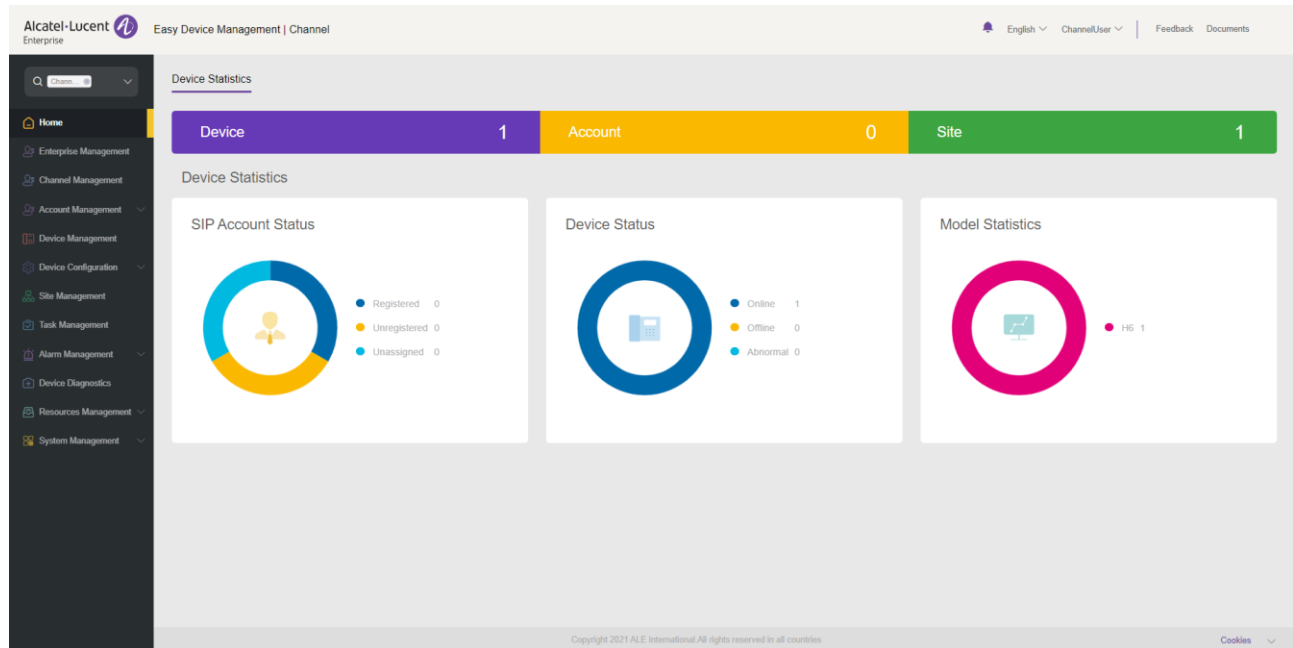 Alcatel·Lucent
Enterprise
Easy Device Management | Channel
English
ChannelUser
Feedback
Documents
Chann...
Device Statistics
Home
Enterprise Management
Channel Management
Account Management
Device Management
Device Configuration
Site Management
Task Management
Alarm Management
Device Diagnostics
Resources Management
System Management
Device 1
Account 0
Site 1
Device Statistics
SIP Account Status
Registered 0
Unregistered 0
Unassigned 0
Device Status
Online 1
Offline 0
Abnormal 0
Model Statistics
H6 1
Copyright 2021 ALE International.All rights reserved in all countries
Cookies